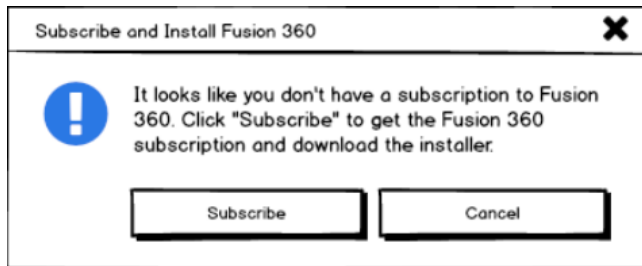 Subscribe and Install Fusion 360
It looks like you don't have a subscription to Fusion
360. Click "Subscribe" to get the Fusion 360
subscription and download the installer.
Subscribe
Cancel